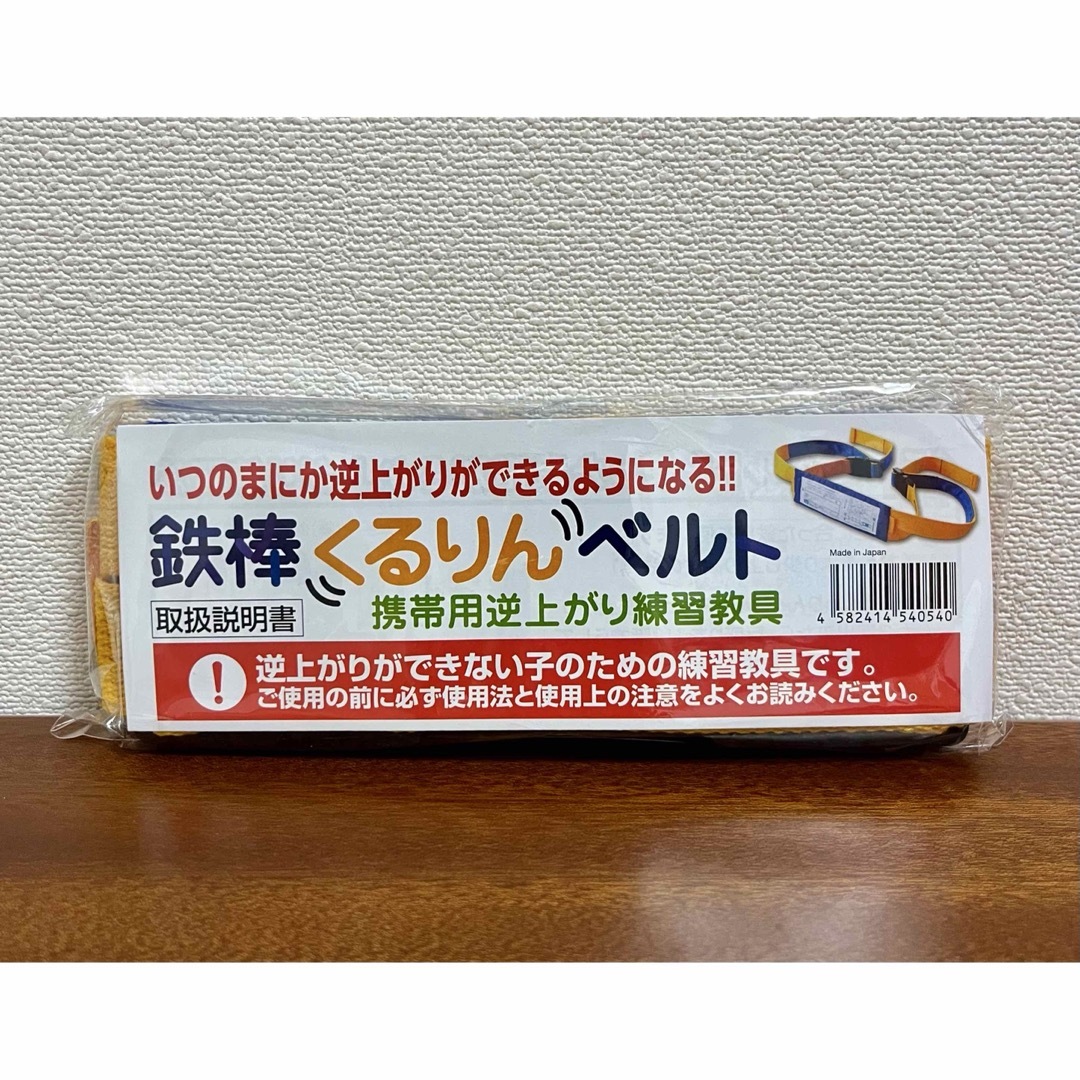 いつのまにか逆上がりができるようになる!!
鉄棒くるりんベルト
取扱説明書
携帯用逆上がり練習教具
Made in Japan
4 582414 540540
逆上がりができない子のための練習教具です。
ご使用の前に必ず使用法と使用上の注意をよくお読みください。